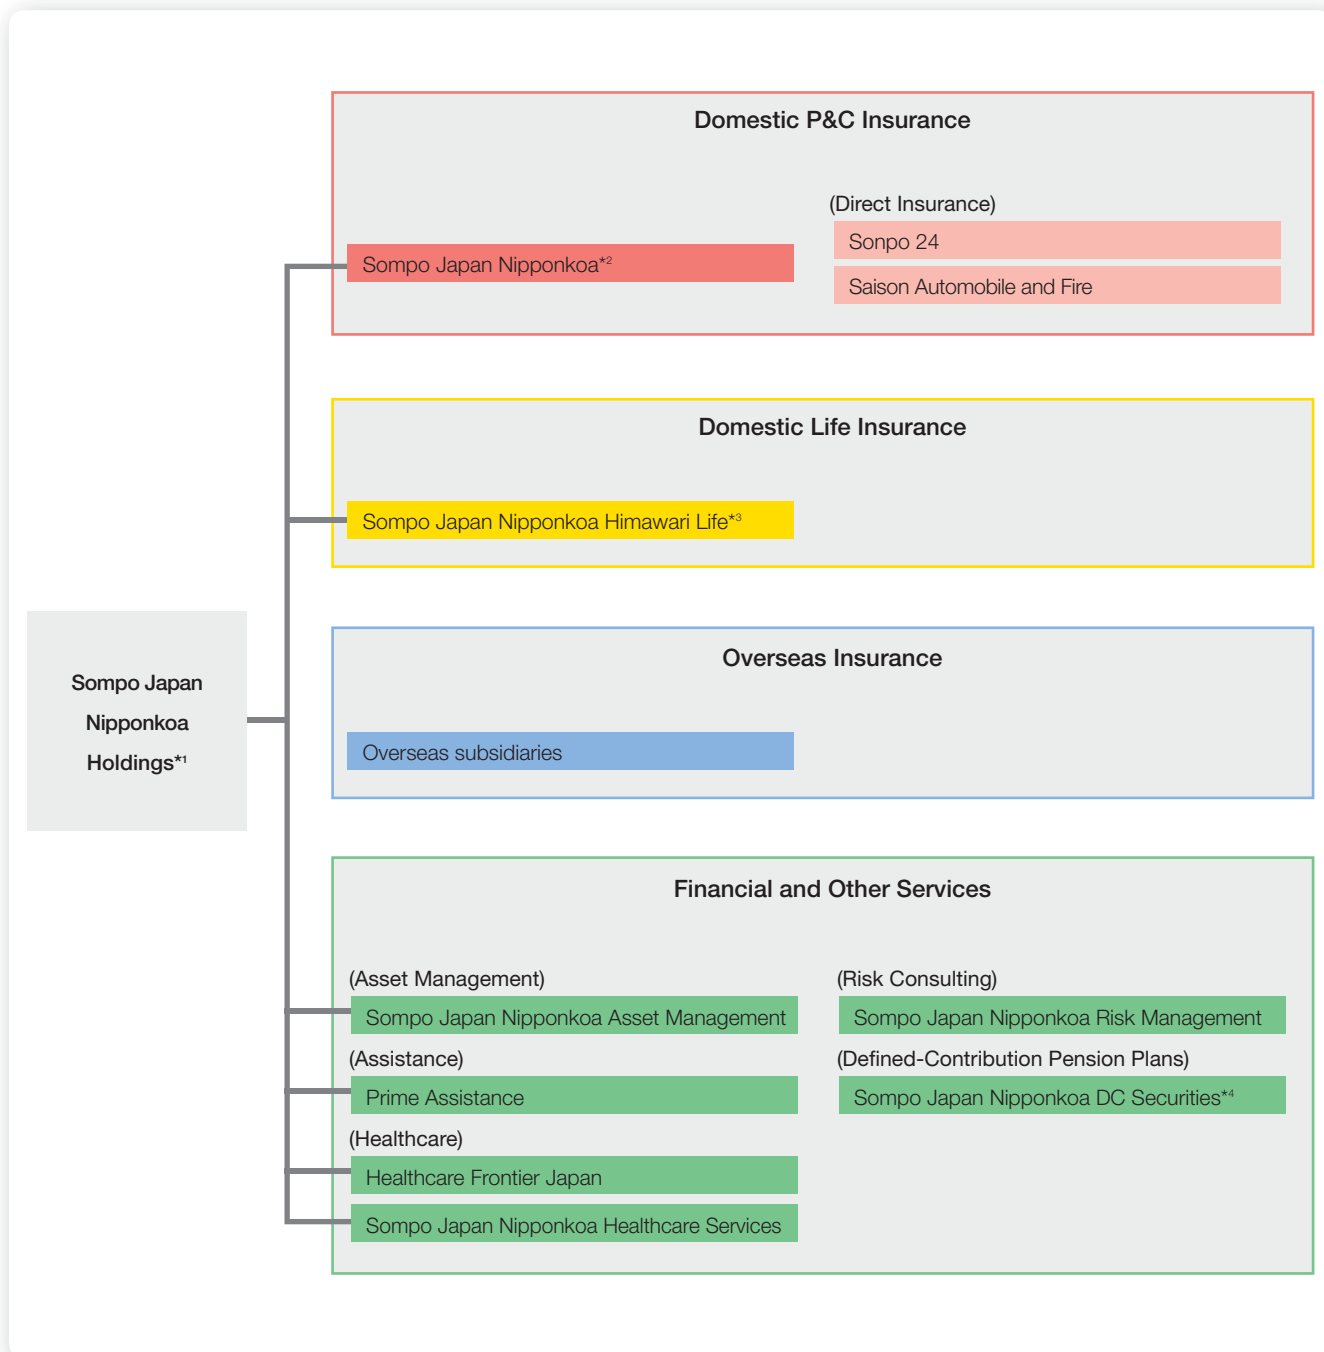 Domestic P&C Insurance
(Direct Insurance)
Sonpo 24
Sompo Japan Nipponkoa*2
Saison Automobile and Fire
Domestic Life Insurance
Sompo Japan Nipponkoa Himawari Life*3
Sompo Japan
Nipponkoa
Holdings*1
Overseas Insurance
Overseas subsidiaries
Financial and Other Services
(Asset Management)
Sompo Japan Nipponkoa Asset Management
(Assistance)
Prime Assistance
(Healthcare)
Healthcare Frontier Japan
Sompo Japan Nipponkoa Healthcare Services
(Risk Consulting)
Sompo Japan Nipponkoa Risk Management
(Defined-Contribution Pension Plans)
Sompo Japan Nipponkoa DC Securities*4